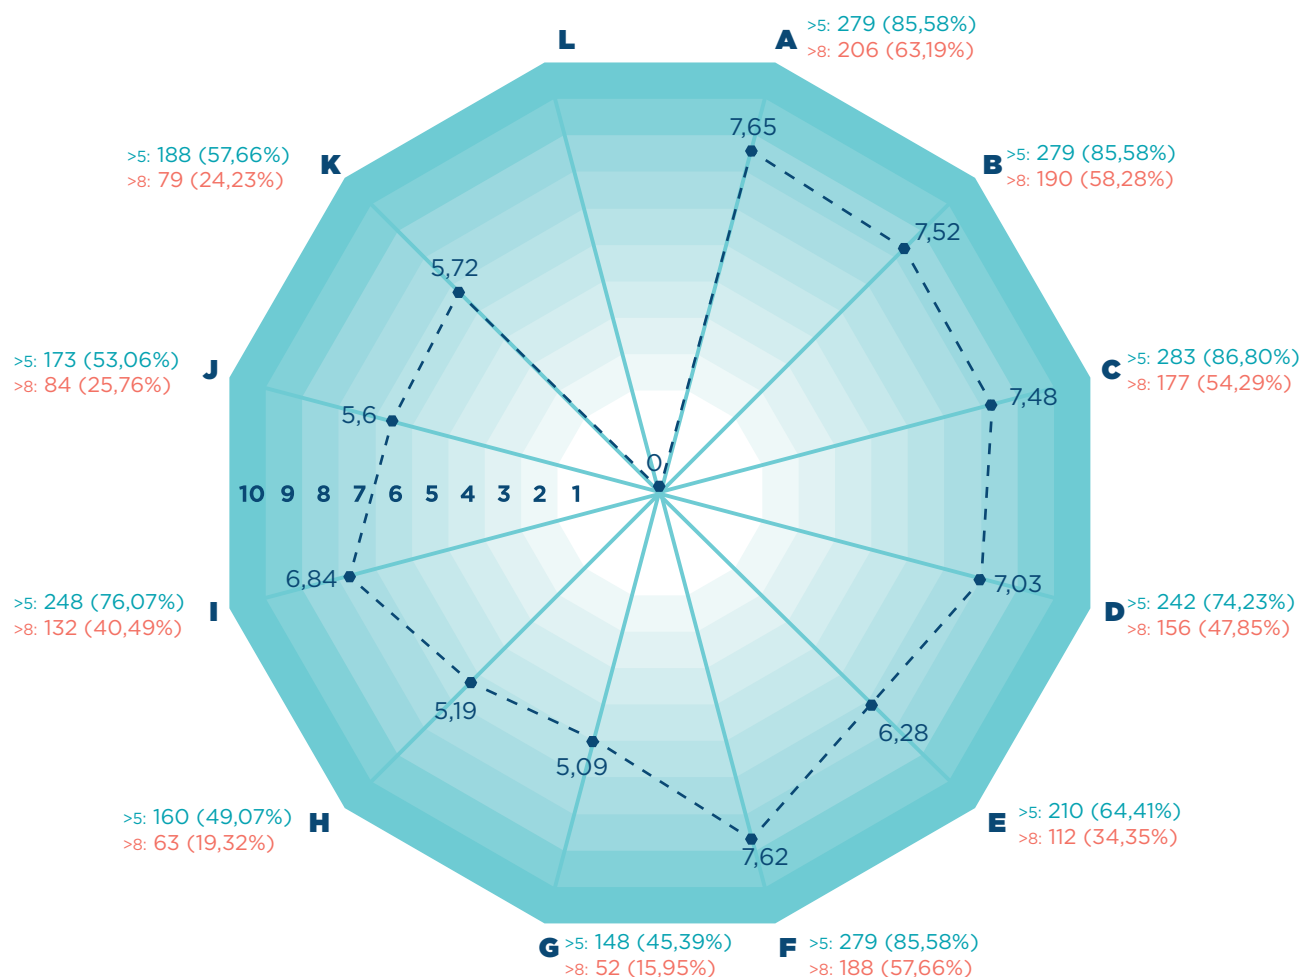 L
A >5: 279 (85,58%)
>8: 206 (63,19%)
7,65
>5: 188 (57,66%) K
>8: 79 (24,23%)
B >5: 279 (85,58%)
>8: 190 (58,28%)
7,52
5,72
>5: 173 (53,06%) J
>8: 84 (25,76%)
C >5: 283 (86,80%)
>8: 177 (54,29%)
7,48
5,6
0
10 9 8 7 6 5 4 3 2 1
6,84
7,03
>5: 248 (76,07%) I
>8: 132 (40,49%)
D >5: 242 (74,23%)
>8: 156 (47,85%)
5,19
6,28
5,09
>5: 160 (49,07%) H
>8: 63 (19,32%)
E >5: 210 (64,41%)
>8: 112 (34,35%)
7,62
G >5: 148 (45,39%)
>8: 52 (15,95%)
F >5: 279 (85,58%)
>8: 188 (57,66%)